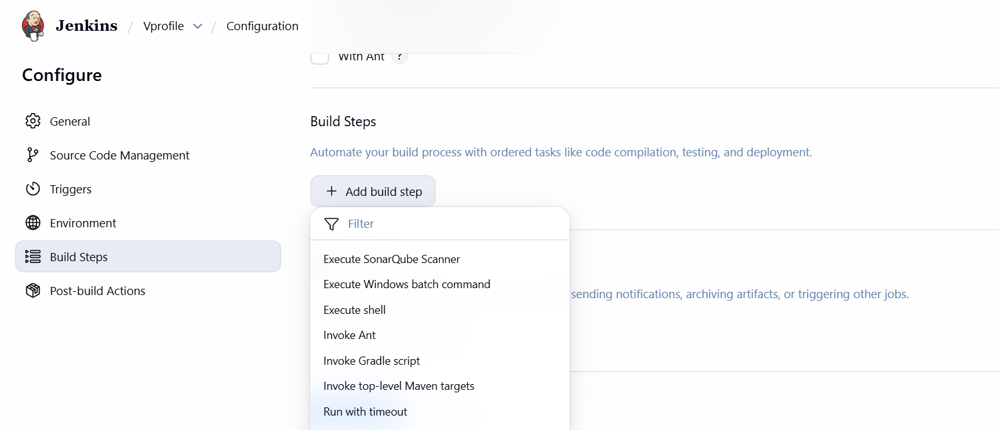 Jenkins / Vprofile / Configuration
With Ant ?
Configure
General
Source Code Management
Triggers
Environment
Build Steps
Post-build Actions
Build Steps
Automate your build process with ordered tasks like code compilation, testing, and deployment.
+ Add build step
Filter
Execute SonarQube Scanner
Execute Windows batch command
Execute shell
Invoke Ant
Invoke Gradle script
Invoke top-level Maven targets
Run with timeout
sending notifications, archiving artifacts, or triggering other jobs.